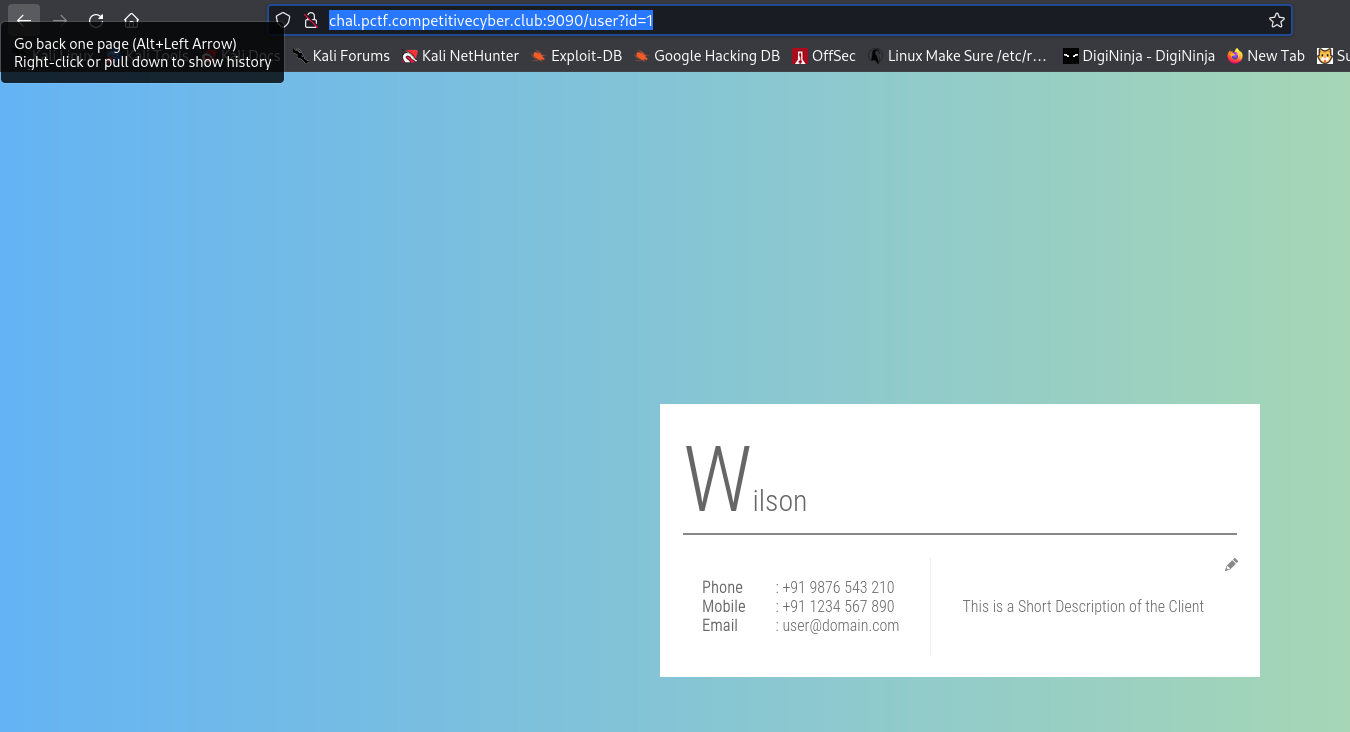 chal.pctf.competitivecyber.club:9090/user?id=1
Go back one page (Alt+Left Arrow)
Right-click or pull down to show history
Kali Forums Kali NetHunter Exploit-DB Google Hacking DB OffSec Linux Make Sure /etc/r… DigiNinja - DigiNinja New Tab Su
Wilson
Phone : +91 9876 543 210
Mobile : +91 1234 567 890
Email : user@domain.com
This is a Short Description of the Client